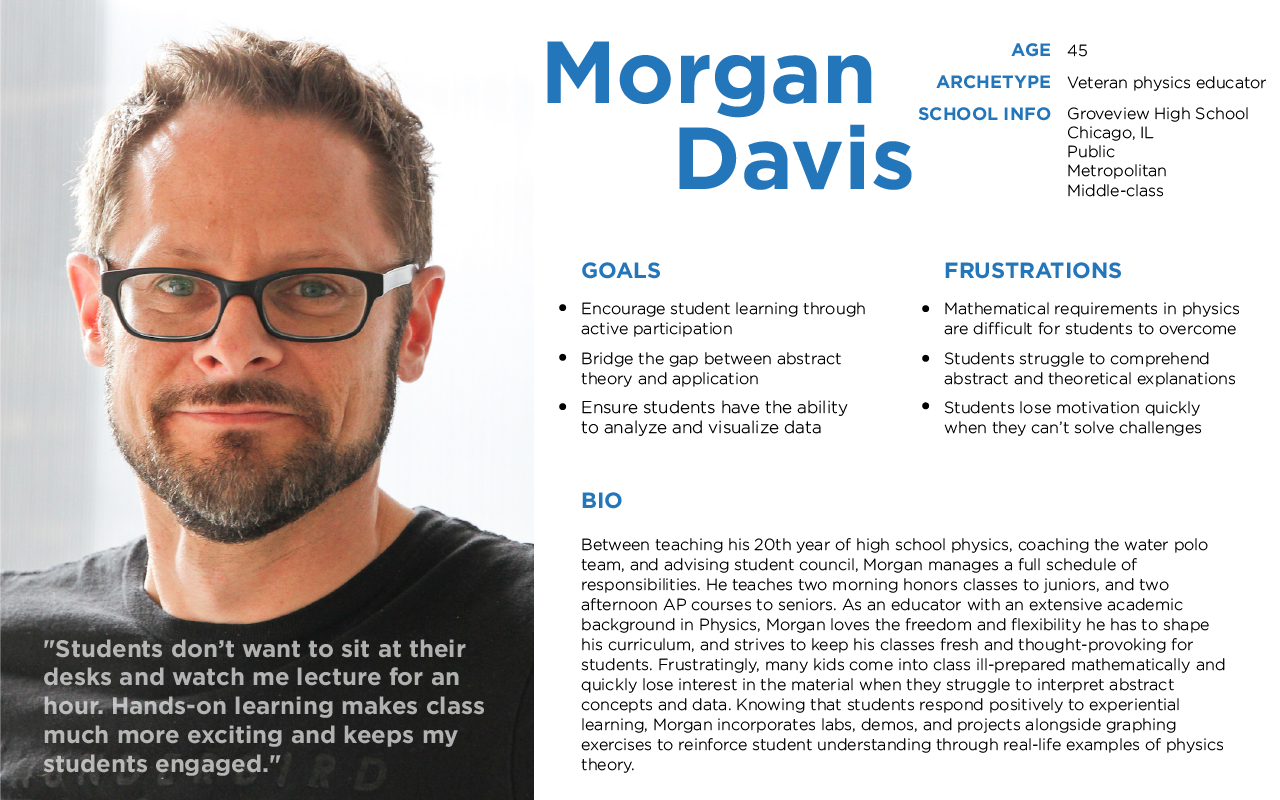 Morgan
Davis
AGE 45
ARCHETYPE Veteran physics educator
SCHOOL INFO Groveview High School
Chicago, IL
Public
Metropolitan
Middle-class
GOALS
• Encourage student learning through
active participation
• Bridge the gap between abstract
theory and application
• Ensure students have the ability
to analyze and visualize data
FRUSTRATIONS
• Mathematical requirements in physics
are difficult for students to overcome
• Students struggle to comprehend
abstract and theoretical explanations
• Students lose motivation quickly
when they can’t solve challenges
BIO
Between teaching his 20th year of high school physics, coaching the water polo
team, and advising student council, Morgan manages a full schedule of
responsibilities. He teaches two morning honors classes to juniors, and two
afternoon AP courses to seniors. As an educator with an extensive academic
background in Physics, Morgan loves the freedom and flexibility he has to shape
his curriculum, and strives to keep his classes fresh and thought-provoking for
students. Frustratingly, many kids come into class ill-prepared mathematically and
quickly lose interest in the material when they struggle to interpret abstract
concepts and data. Knowing that students respond positively to experiential
learning, Morgan incorporates labs, demos, and projects alongside graphing
exercises to reinforce student understanding through real-life examples of physics
theory.
"Students don’t want to sit at their
desks and watch me lecture for an
hour. Hands-on learning makes class
much more exciting and keeps my
students engaged."